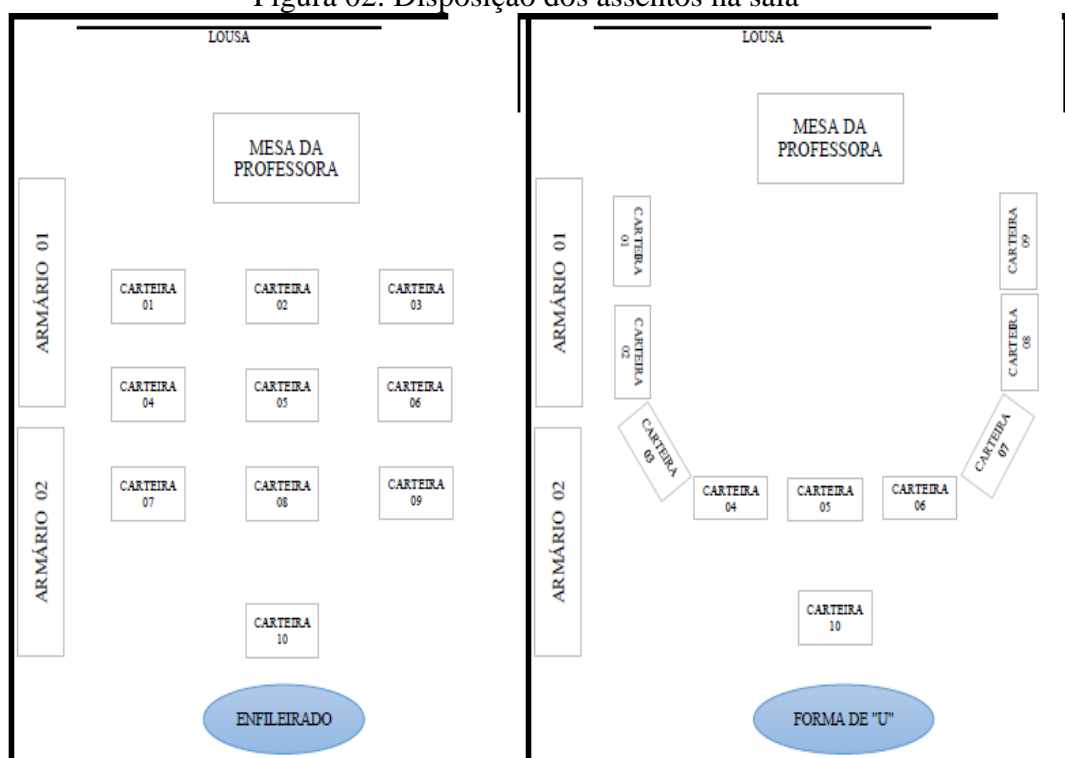 Figura 02: Disposição dos assentos na sala
LOUSA
MESA DA
PROFESSORA
ARMÁRIO 01
ARMÁRIO 02
CARTEIRA
01
CARTEIRA
02
CARTEIRA
03
CARTEIRA
04
CARTEIRA
05
CARTEIRA
06
CARTEIRA
07
CARTEIRA
08
CARTEIRA
09
CARTEIRA
10
ENFILEIRADO
LOUSA
MESA DA
PROFESSORA
ARMÁRIO 01
ARMÁRIO 02
CARTEIRA
01
CARTEIRA
02
CARTEIRA
03
CARTEIRA
04
CARTEIRA
05
CARTEIRA
06
CARTEIRA
07
CARTEIRA
08
CARTEIRA
09
CARTEIRA
10
FORMA DE "U"